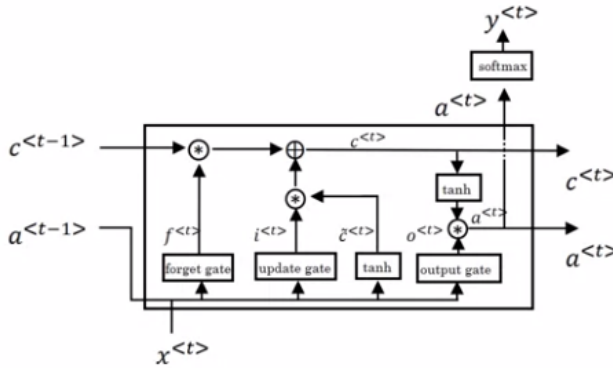 y<t>
softmax
a<t>
c<t-1>
c<t>
c<t>
tanh
a<t-1>
f<t>
i<t>
c̃<t>
o<t>
a<t>
a<t>
forget gate
update gate
tanh
output gate
x<t>